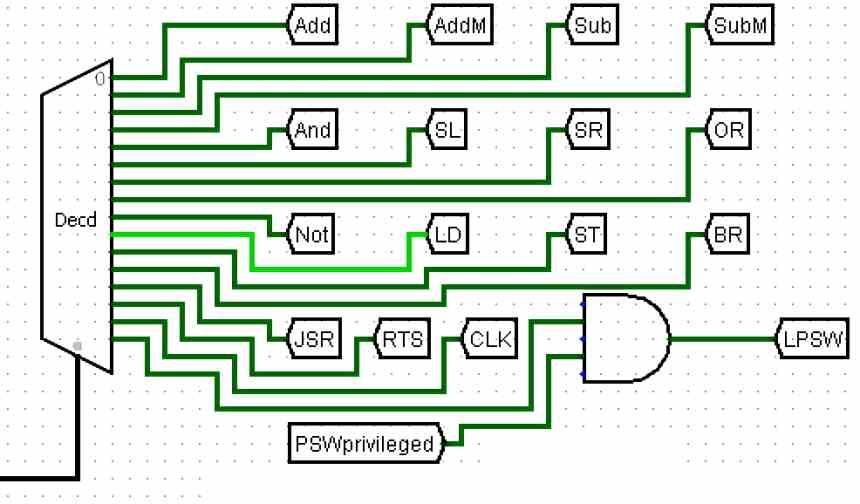 Add
AddM
Sub
SubM
0
And
SL
SR
OR
Decd
Not
LD
ST
BR
JSR
RTS
CLK
LPSW
PSWprivileged